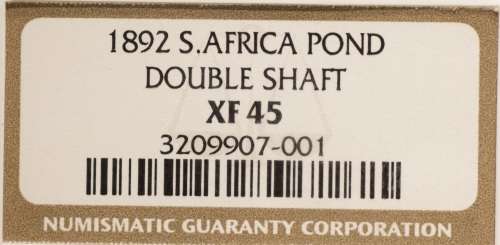 1892 S.AFRICA POND
DOUBLE SHAFT
XF 45
3209907-001
NUMISMATIC GUARANTY CORPORATION